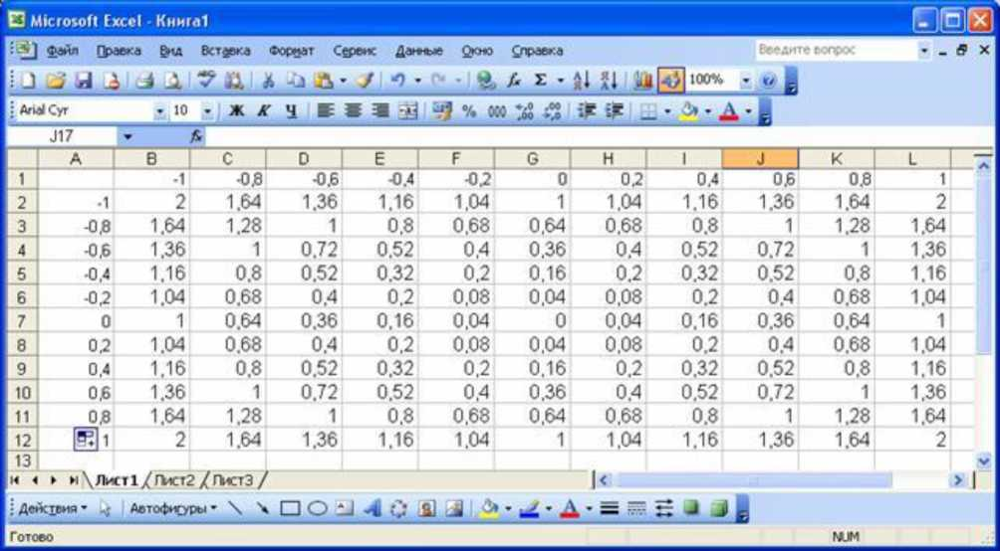 Microsoft Excel - Книга1
Файл Правка Вид Вставка Формат Сервис Данные Окно Справка Введите вопрос
Σ 100%
Arial Cyr 10 Ж К Ч % 000
J17 fx
A B C D E F G H I J K L
1 -1 -0,8 -0,6 -0,4 -0,2 0 0,2 0,4 0,6 0,8 1
2 -1 2 1,64 1,36 1,16 1,04 1 1,04 1,16 1,36 1,64 2
3 -0,8 1,64 1,28 1 0,8 0,68 0,64 0,68 0,8 1 1,28 1,64
4 -0,6 1,36 1 0,72 0,52 0,4 0,36 0,4 0,52 0,72 1 1,36
5 -0,4 1,16 0,8 0,52 0,32 0,2 0,16 0,2 0,32 0,52 0,8 1,16
6 -0,2 1,04 0,68 0,4 0,2 0,08 0,04 0,08 0,2 0,4 0,68 1,04
7 0 1 0,64 0,36 0,16 0,04 0 0,04 0,16 0,36 0,64 1
8 0,2 1,04 0,68 0,4 0,2 0,08 0,04 0,08 0,2 0,4 0,68 1,04
9 0,4 1,16 0,8 0,52 0,32 0,2 0,16 0,2 0,32 0,52 0,8 1,16
10 0,6 1,36 1 0,72 0,52 0,4 0,36 0,4 0,52 0,72 1 1,36
11 0,8 1,64 1,28 1 0,8 0,68 0,64 0,68 0,8 1 1,28 1,64
12 1 2 1,64 1,36 1,16 1,04 1 1,04 1,16 1,36 1,64 2
13
Лист1 Лист2 Лист3
Действия Автофигуры
Готово NUM